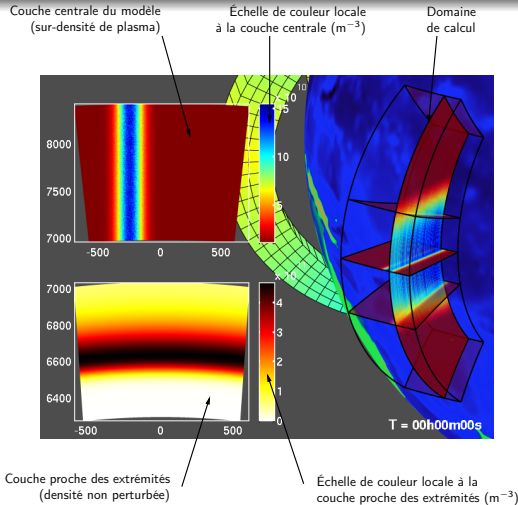 Couche centrale du modèle
(sur-densité de plasma)
Échelle de couleur locale
à la couche centrale (m⁻³)
Domaine
de calcul
8000
7500
7000
-500
0
500
x 10
10
15
10
5
7000
6800
6600
6400
-500
0
500
x 10
11
4
3
2
1
0
T = 00h00m00s
Couche proche des extrémités
(densité non perturbée)
Échelle de couleur locale à la
couche proche des extrémités (m⁻³)